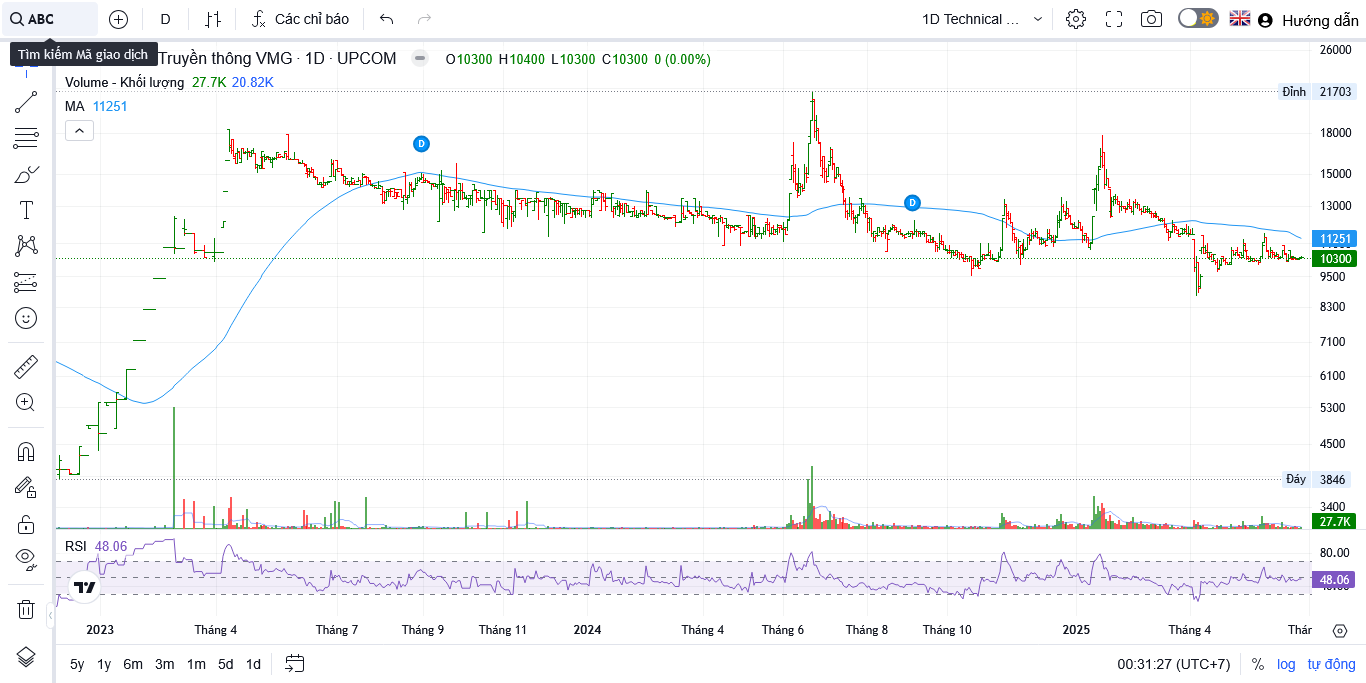 ABC
D
Các chỉ báo
1D Technical ...
Hướng dẫn
Tìm kiếm Mã giao dịch
Truyền thông VMG · 1D · UPCOM
O10300 H10400 L10300 C10300 0 (0.00%)
Volume - Khối lượng 27.7K 20.82K
MA 11251
D
D
26000
Đỉnh 21703
18000
15000
13000
11251
10300
9500
8300
7100
6100
5300
4500
Đáy 3846
3400
27.7K
RSI 48.06
80.00
48.06
2023 Tháng 4 Tháng 7 Tháng 9 Tháng 11 2024 Tháng 4 Tháng 6 Tháng 8 Tháng 10 2025 Tháng 4 Thár
5y 1y 6m 3m 1m 5d 1d
00:31:27 (UTC+7) % log tự động